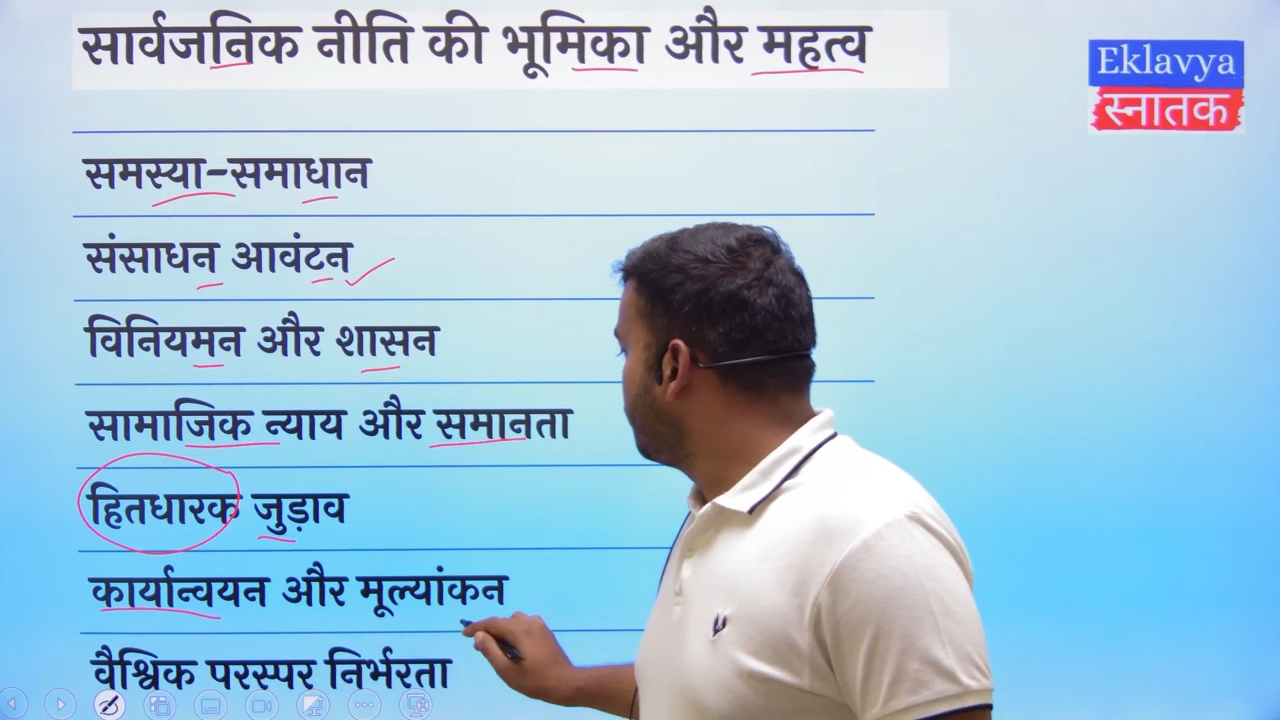 सार्वजनिक नीति की भूमिका और महत्व
Eklavya
स्नातक
समस्या-समाधान
संसाधन आवंटन
विनियमन और शासन
सामाजिक न्याय और समानता
हितधारक जुड़ाव
कार्यान्वयन और मूल्यांकन
वैश्विक परस्पर निर्भरता